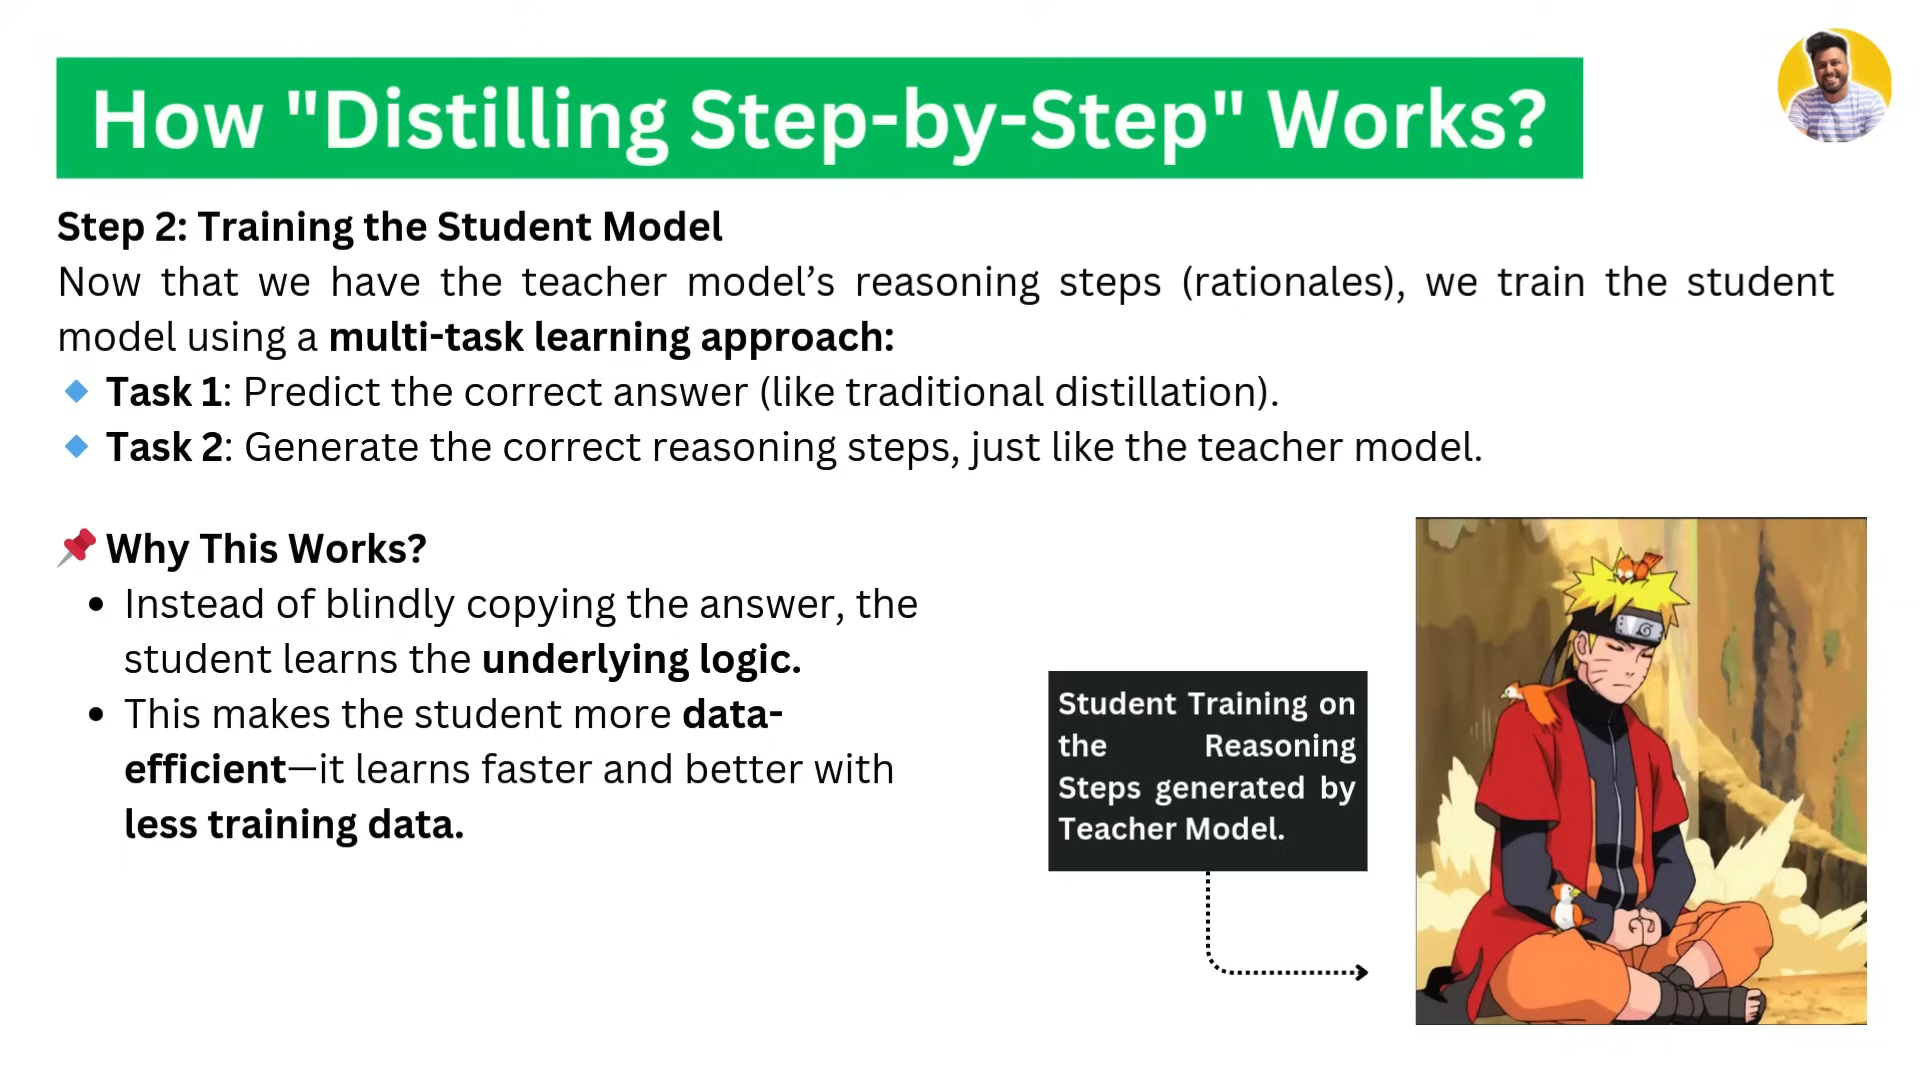 How "Distilling Step-by-Step" Works?
Step 2: Training the Student Model
Now that we have the teacher model’s reasoning steps (rationales), we train the student
model using a multi-task learning approach:
Task 1: Predict the correct answer (like traditional distillation).
Task 2: Generate the correct reasoning steps, just like the teacher model.
Why This Works?
Instead of blindly copying the answer, the
student learns the underlying logic.
This makes the student more data-
efficient—it learns faster and better with
less training data.
Student Training on
the Reasoning
Steps generated by
Teacher Model.